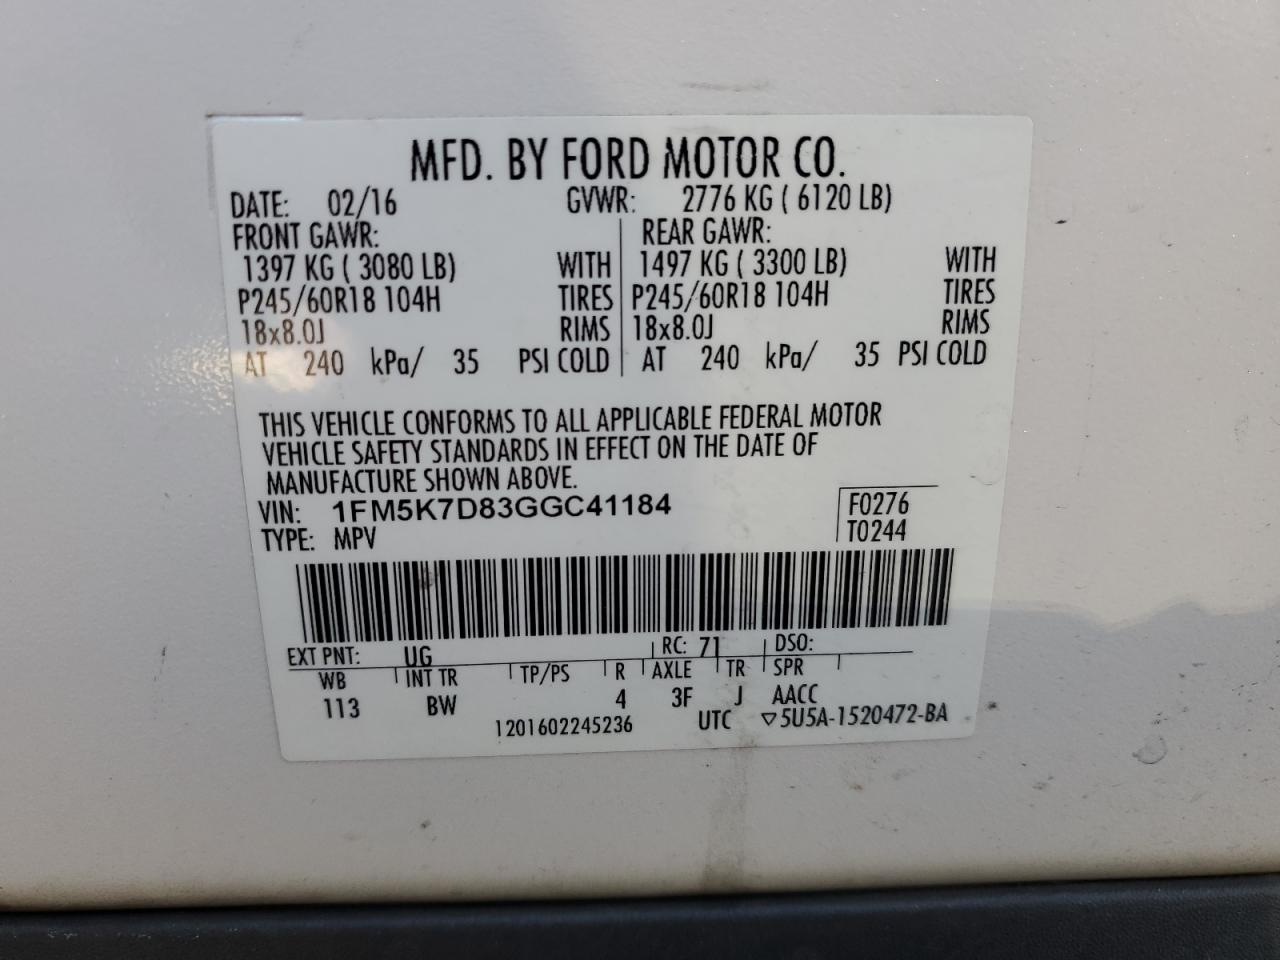 MFD. BY FORD MOTOR CO.
DATE: 02/16 GVWR: 2776 KG ( 6120 LB)
FRONT GAWR: REAR GAWR:
1397 KG ( 3080 LB) WITH 1497 KG ( 3300 LB) WITH
P245/60R18 104H TIRES P245/60R18 104H TIRES
18x8.0J RIMS 18x8.0J RIMS
AT 240 kPa/ 35 PSI COLD AT 240 kPa/ 35 PSI COLD
THIS VEHICLE CONFORMS TO ALL APPLICABLE FEDERAL MOTOR
VEHICLE SAFETY STANDARDS IN EFFECT ON THE DATE OF
MANUFACTURE SHOWN ABOVE.
VIN: 1FM5K7D83GGC41184 F0276
TYPE: MPV T0244
EXT PNT: UG RC: 71 DSO:
WB INT TR TP/PS R AXLE TR SPR
113 BW 4 3F J AACC
1201602245236 UTC ▽5U5A-1520472-BA